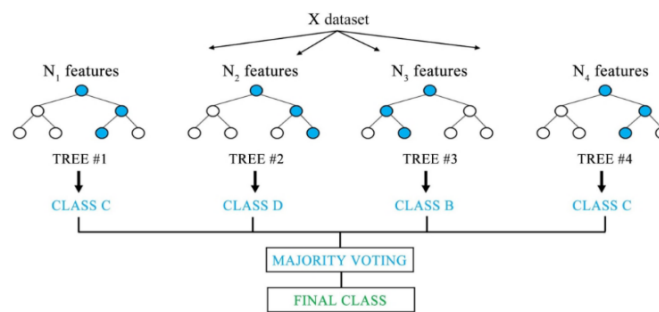 X dataset
N₁ features N₂ features N₃ features N₄ features
TREE #1 TREE #2 TREE #3 TREE #4
CLASS C CLASS D CLASS B CLASS C
MAJORITY VOTING
FINAL CLASS